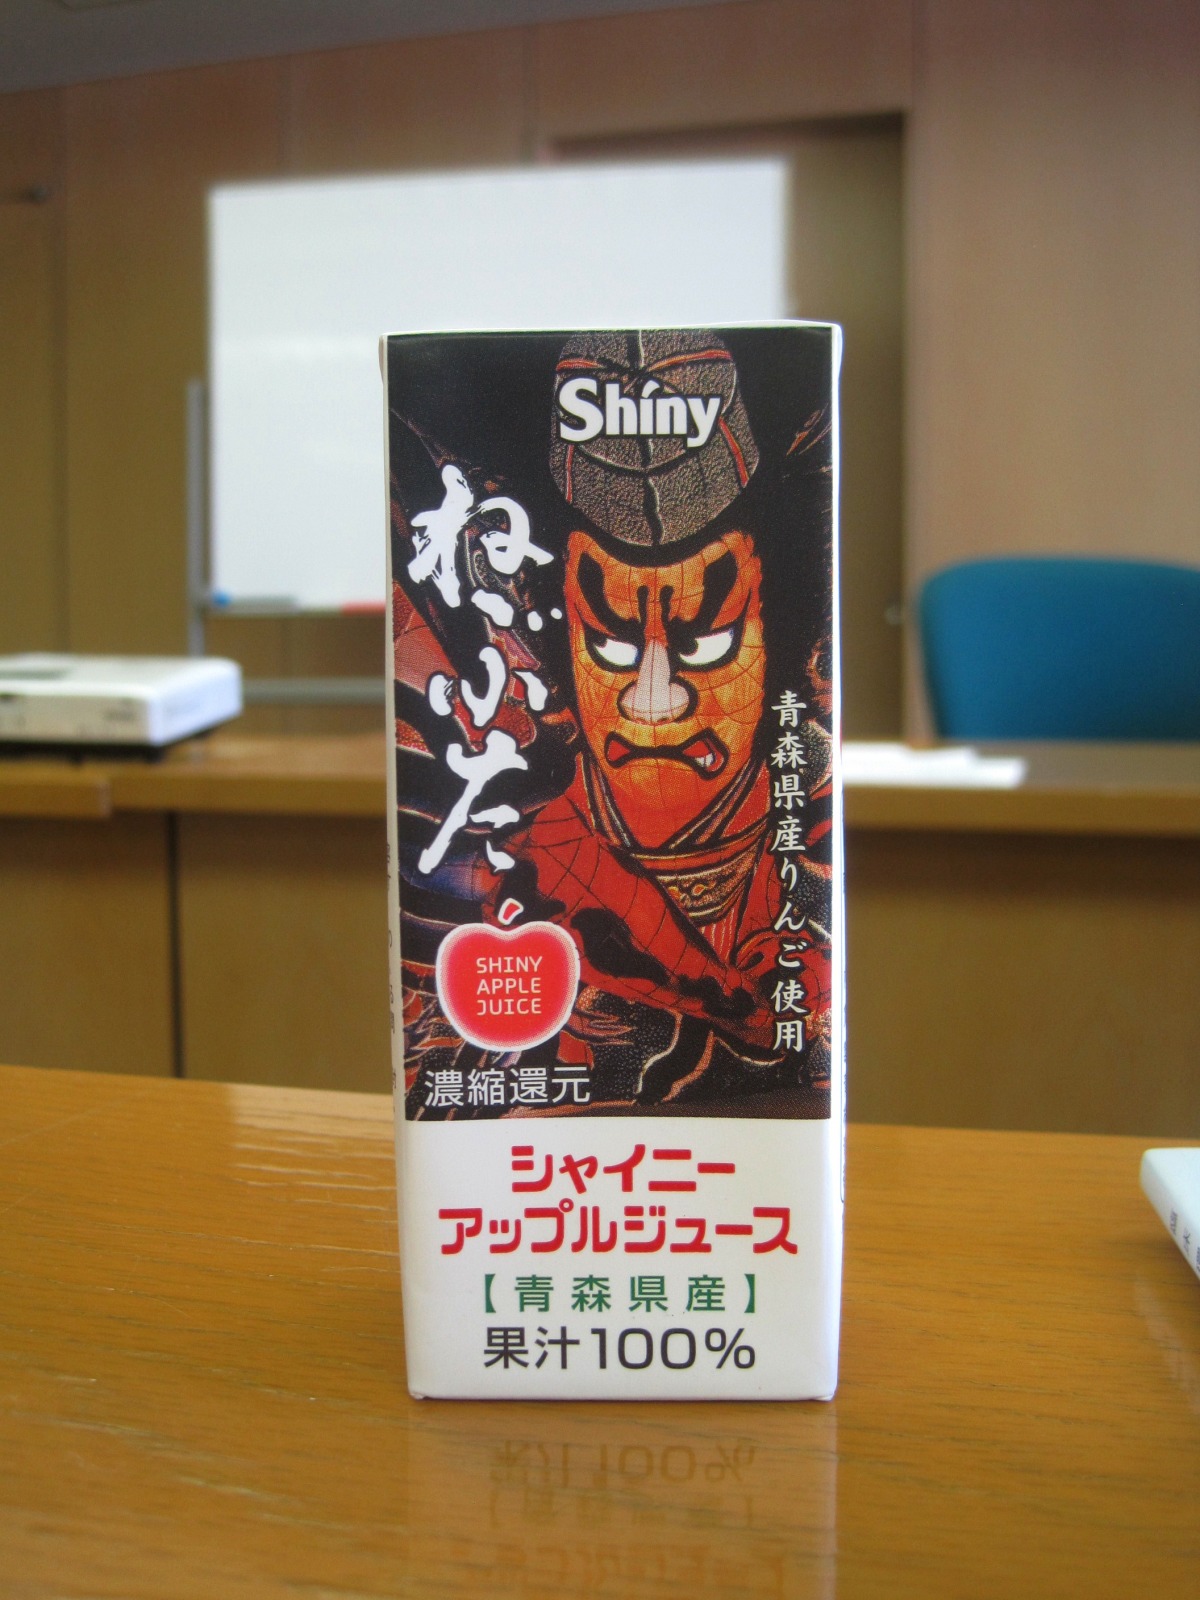 Shiny
ねぶた
青森県産りんご使用
SHINY
APPLE
JUICE
濃縮還元
シャイニー
アップルジュース
【青森県産】
果汁100%